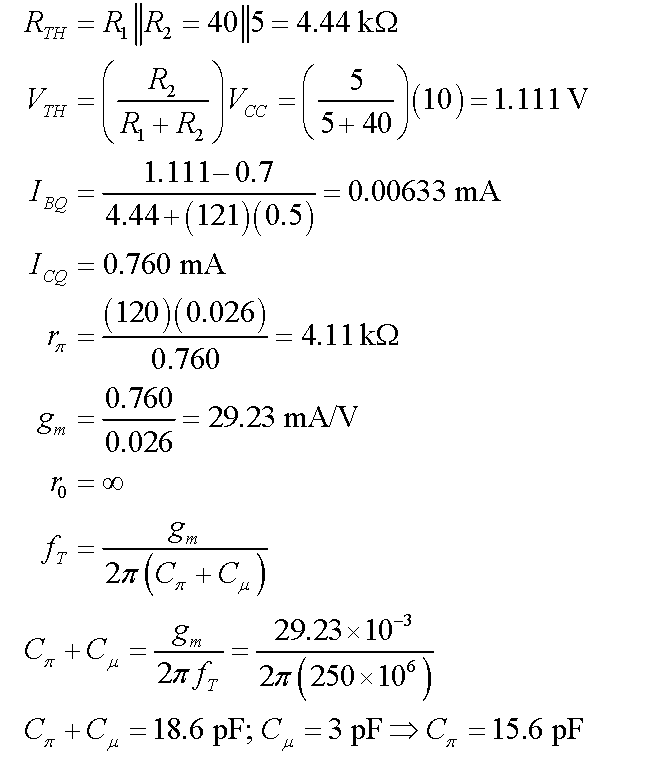 R_TH = R_1 || R_2 = 40 || 5 = 4.44 kΩ
V_TH = (R_2 / (R_1 + R_2)) V_CC = (5 / (5 + 40)) (10) = 1.111 V
I_BQ = (1.111 − 0.7) / (4.44 + (121)(0.5)) = 0.00633 mA
I_CQ = 0.760 mA
r_π = (120)(0.026) / 0.760 = 4.11 kΩ
g_m = 0.760 / 0.026 = 29.23 mA/V
r_0 = ∞
f_T = g_m / (2π(C_π + C_μ))
C_π + C_μ = g_m / (2π f_T) = 29.23 × 10^−3 / (2π(250 × 10^6))
C_π + C_μ = 18.6 pF; C_μ = 3 pF ⇒ C_π = 15.6 pF